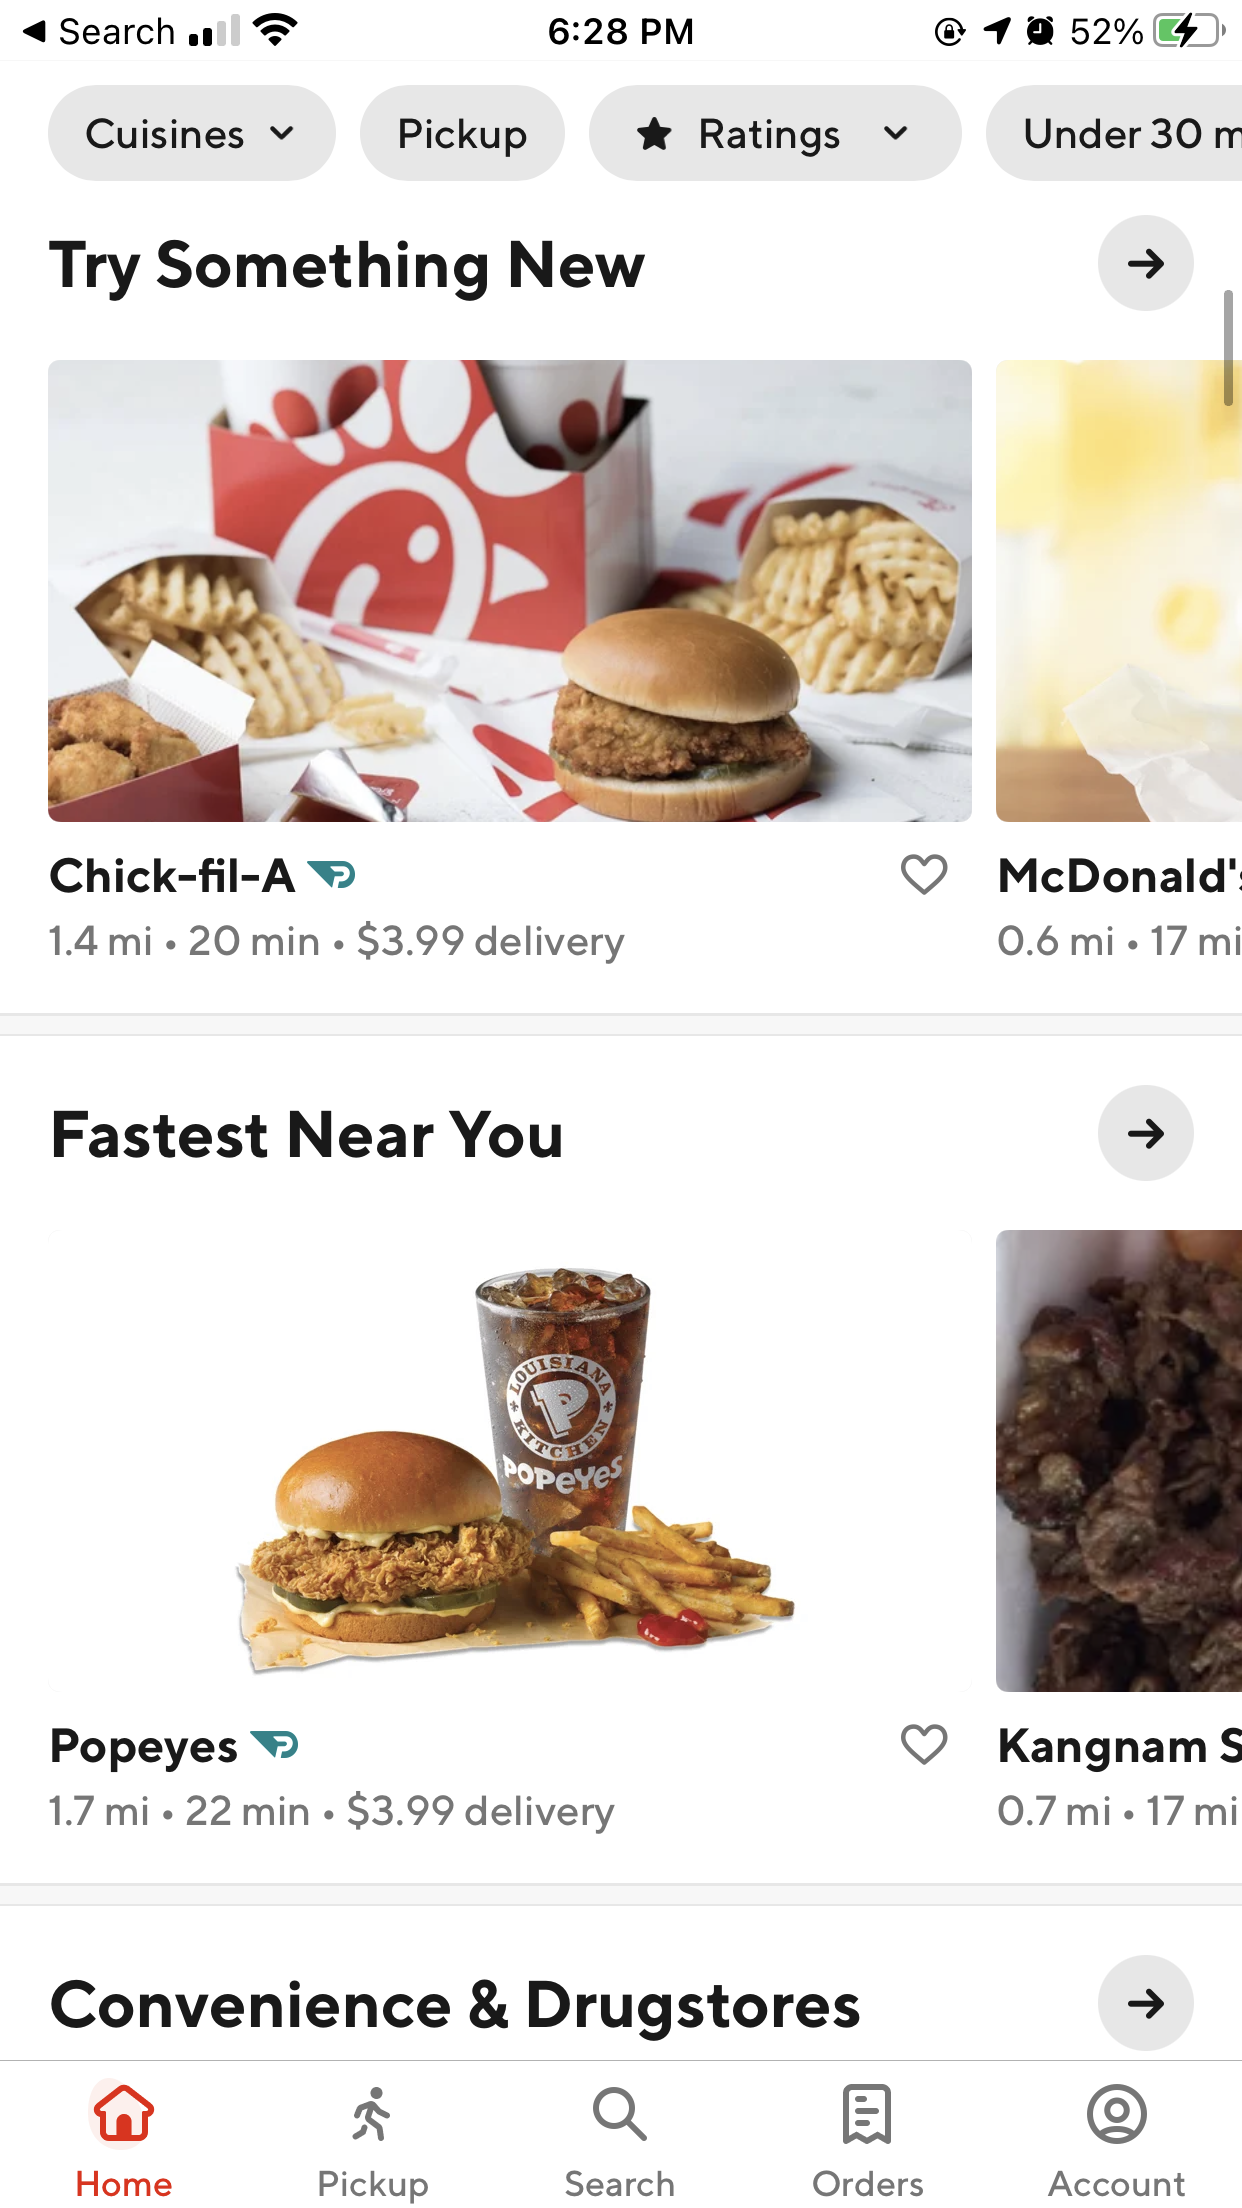 Search 6:28 PM 52%
Cuisines Pickup Ratings Under 30 m
Try Something New
Chick-fil-A McDonald's
1.4 mi • 20 min • $3.99 delivery 0.6 mi • 17 mi
Fastest Near You
LOUISIANA
KITCHEN
POPEYES
Popeyes Kangnam S
1.7 mi • 22 min • $3.99 delivery 0.7 mi • 17 mi
Convenience & Drugstores
Home Pickup Search Orders Account